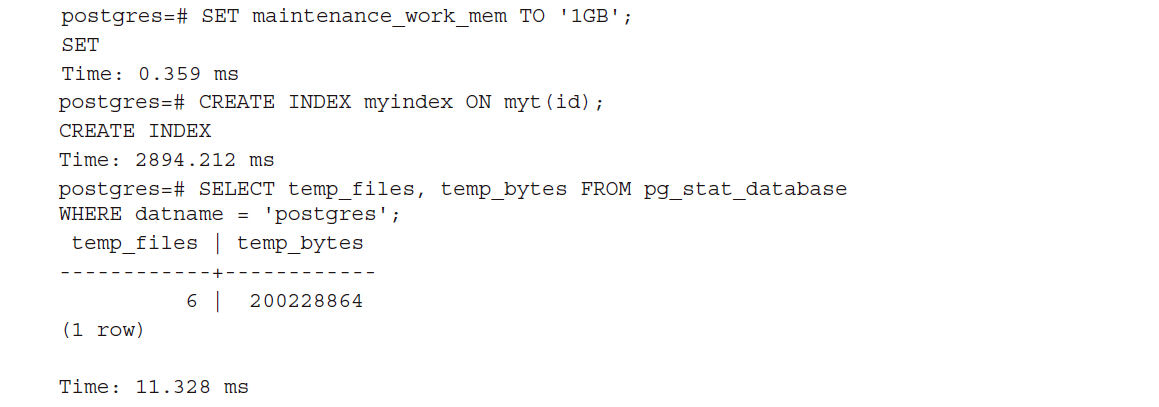 postgres=# SET maintenance_work_mem TO '1GB';
SET
Time: 0.359 ms
postgres=# CREATE INDEX myindex ON myt(id);
CREATE INDEX
Time: 2894.212 ms
postgres=# SELECT temp_files, temp_bytes FROM pg_stat_database
WHERE datname = 'postgres';
 temp_files | temp_bytes
------------+------------
          6 |  200228864
(1 row)
Time: 11.328 ms